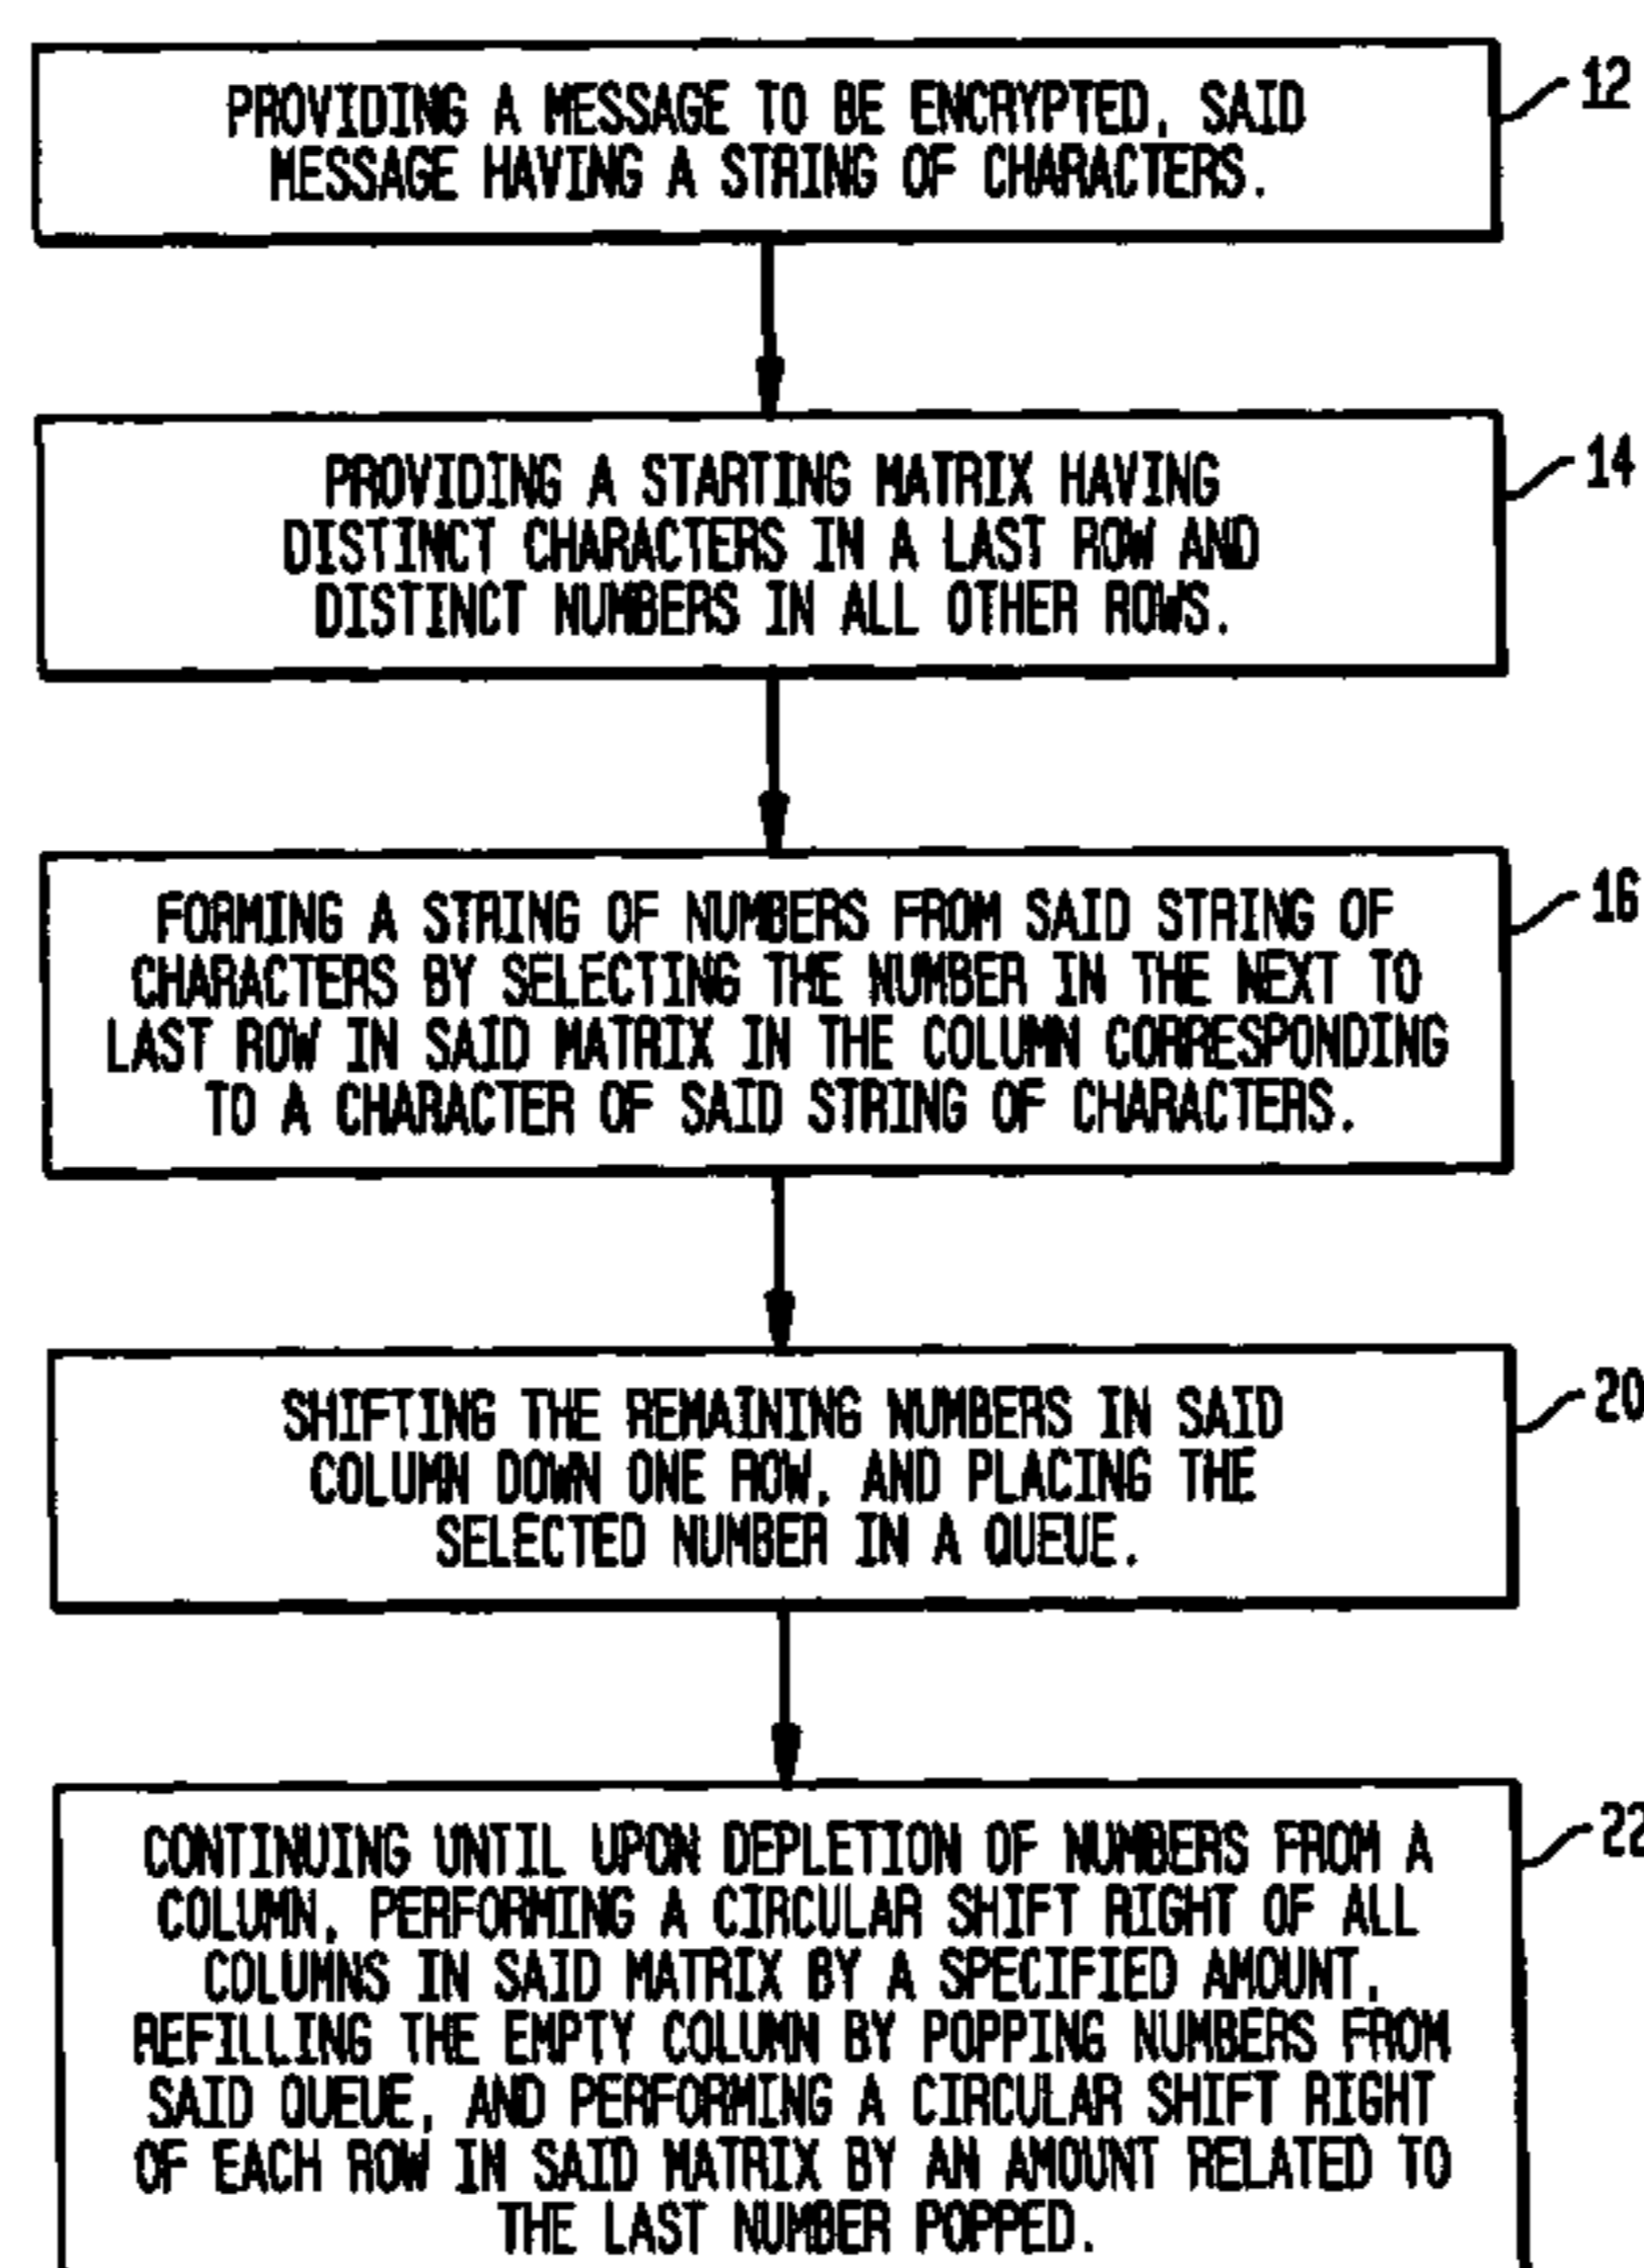 PROVIDING A MESSAGE TO BE ENCRYPTED, SAID
MESSAGE HAVING A STRING OF CHARACTERS.
12
PROVIDING A STARTING MATRIX HAVING
DISTINCT CHARACTERS IN A LAST ROW AND
DISTINCT NUMBERS IN ALL OTHER ROWS.
14
FORMING A STRING OF NUMBERS FROM SAID STRING OF
CHARACTERS BY SELECTING THE NUMBER IN THE NEXT TO
LAST ROW IN SAID MATRIX IN THE COLUMN CORRESPONDING
TO A CHARACTER OF SAID STRING OF CHARACTERS.
16
SHIFTING THE REMAINING NUMBERS IN SAID
COLUMN DOWN ONE ROW, AND PLACING THE
SELECTED NUMBER IN A QUEUE.
20
CONTINUING UNTIL UPON DEPLETION OF NUMBERS FROM A
COLUMN, PERFORMING A CIRCULAR SHIFT RIGHT OF ALL
COLUMNS IN SAID MATRIX BY A SPECIFIED AMOUNT,
REFILLING THE EMPTY COLUMN BY POPPING NUMBERS FROM
SAID QUEUE, AND PERFORMING A CIRCULAR SHIFT RIGHT
OF EACH ROW IN SAID MATRIX BY AN AMOUNT RELATED TO
THE LAST NUMBER POPPED.
22